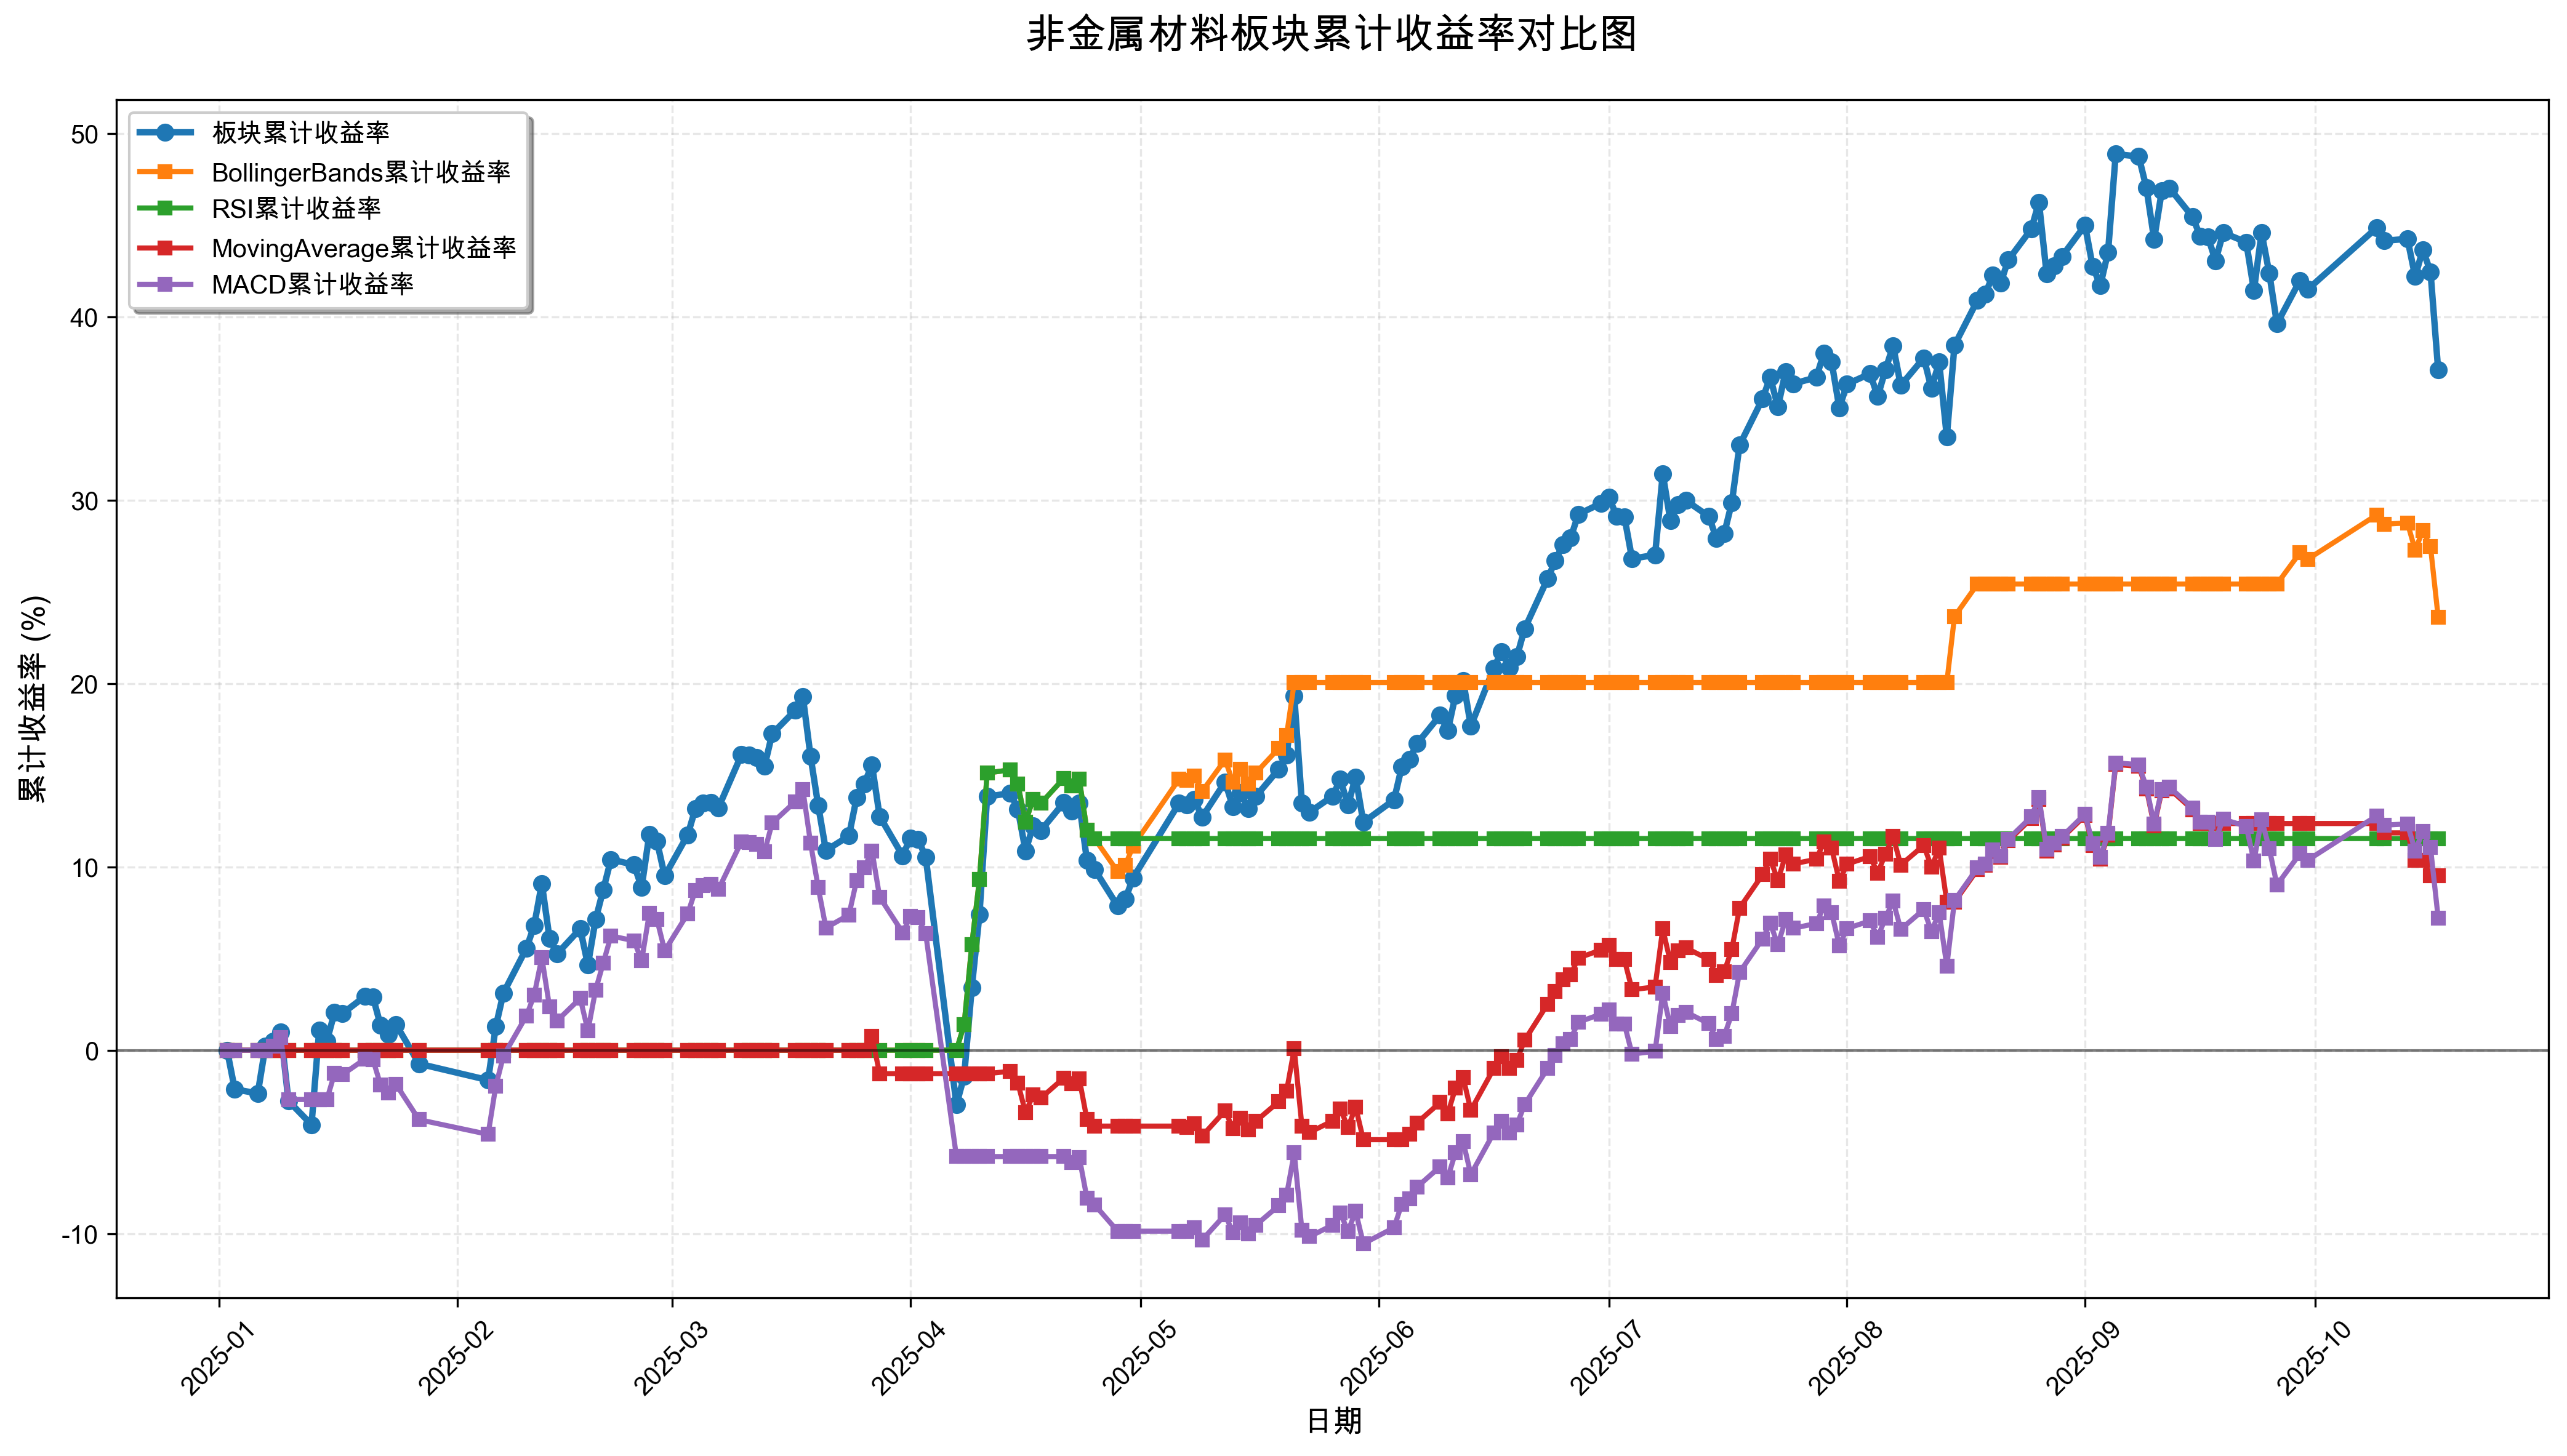 非金属材料板块累计收益率对比图
板块累计收益率
BollingerBands累计收益率
RSI累计收益率
MovingAverage累计收益率
MACD累计收益率
累计收益率 (%)
50
40
30
20
10
0
-10
2025-01
2025-02
2025-03
2025-04
2025-05
2025-06
2025-07
2025-08
2025-09
2025-10
日期